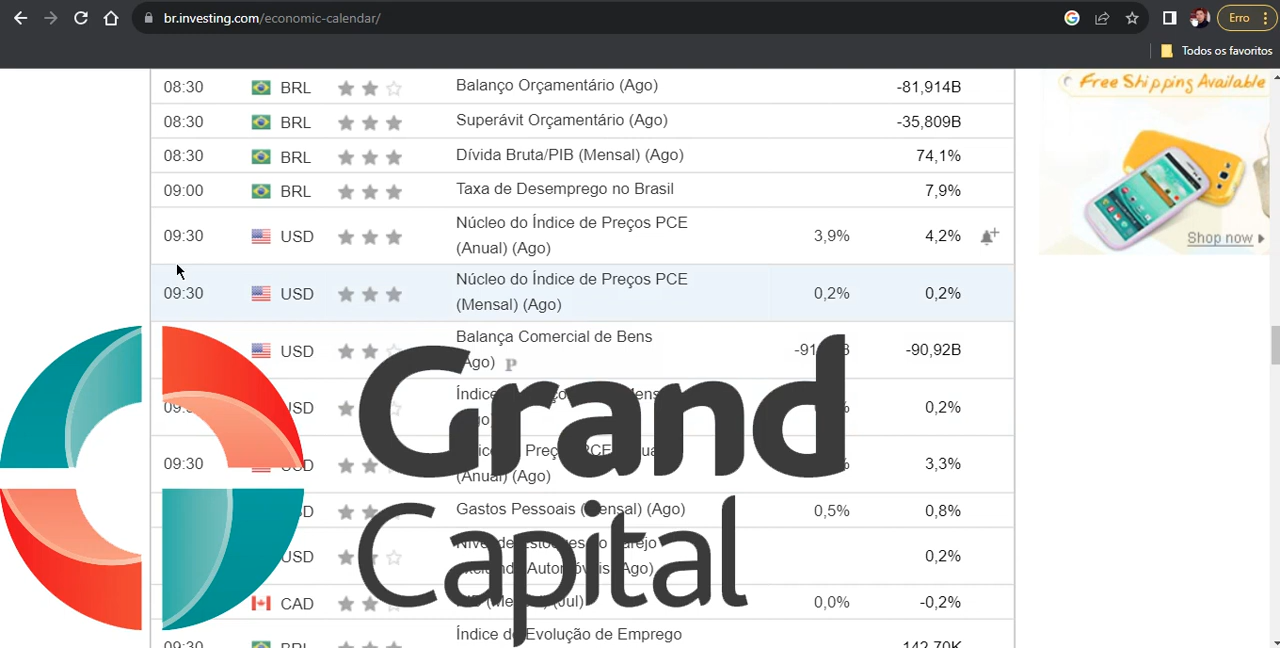 br.investing.com/economic-calendar/
Erro
Todos os favoritos
08:30 BRL Balanço Orçamentário (Ago) -81,914B
08:30 BRL Superávit Orçamentário (Ago) -35,809B
08:30 BRL Dívida Bruta/PIB (Mensal) (Ago) 74,1%
09:00 BRL Taxa de Desemprego no Brasil 7,9%
09:30 USD Núcleo do Índice de Preços PCE 3,9% 4,2%
(Anual) (Ago)
09:30 USD Núcleo do Índice de Preços PCE 0,2% 0,2%
(Mensal) (Ago)
USD Balança Comercial de Bens -90,92B
(Ago) P
0,2%
09:30 3,3%
(Anual) (Ago)
Gastos Pessoais (Mensal) (Ago) 0,5% 0,8%
USD 0,2%
CAD (Jul) 0,0% -0,2%
09:30 BRL Índice de Evolução de Emprego 142,70K
Grand
Capital
Free Shipping Available
Shop now